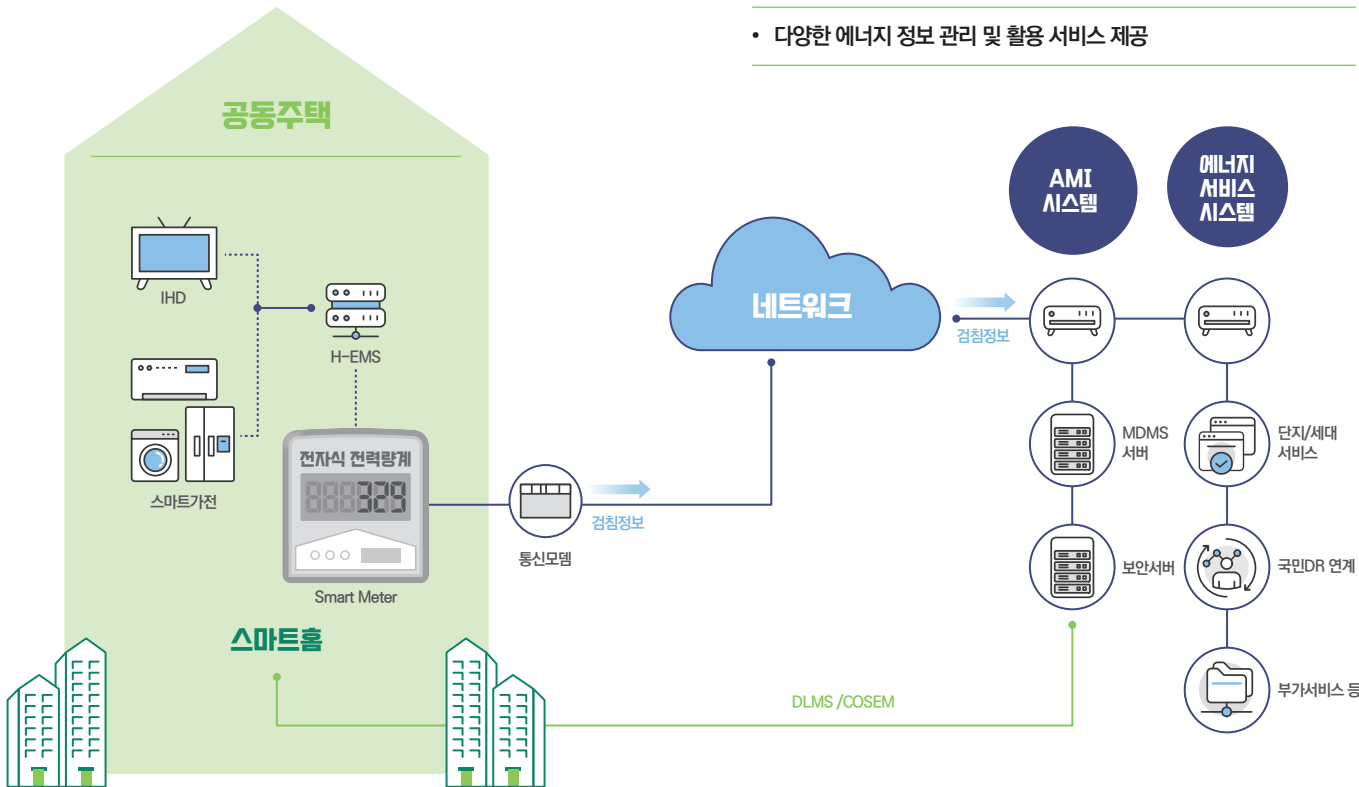 • 다양한 에너지 정보 관리 및 활용 서비스 제공
공동주택
AMI
시스템
에너지
서비스
시스템
IHD
H-EMS
네트워크
검침정보
스마트가전
전자식 전력량계
329
Smart Meter
통신모뎀
검침정보
MDMS
서버
단지/세대
서비스
보안서버
국민DR 연계
스마트홈
DLMS /COSEM
부가서비스 등